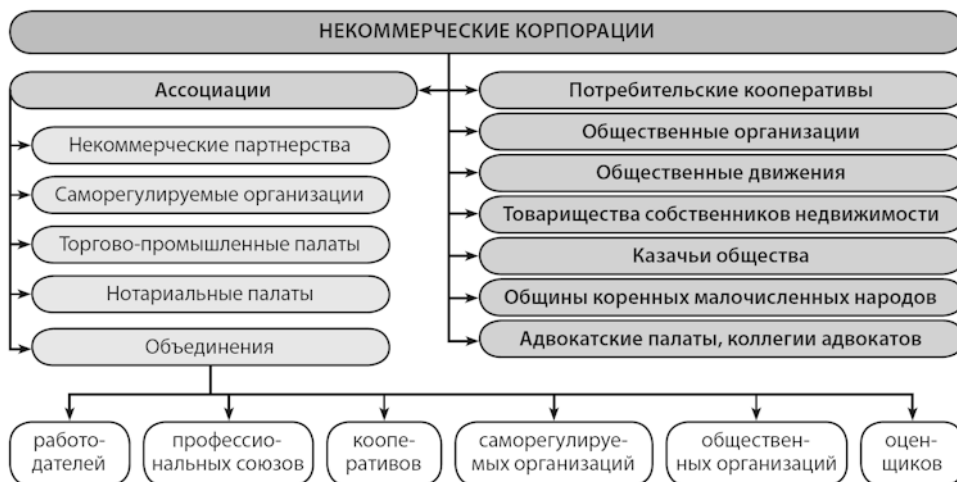 НЕКОММЕРЧЕСКИЕ КОРПОРАЦИИ
Ассоциации
Некоммерческие партнерства
Саморегулируемые организации
Торгово-промышленные палаты
Нотариальные палаты
Объединения
Потребительские кооперативы
Общественные организации
Общественные движения
Товарищества собственников недвижимости
Казачьи общества
Общины коренных малочисленных народов
Адвокатские палаты, коллегии адвокатов
работо-
дателей
профессио-
нальных союзов
коопе-
ративов
саморегулируе-
мых организаций
обществен-
ных организаций
оцен-
щиков